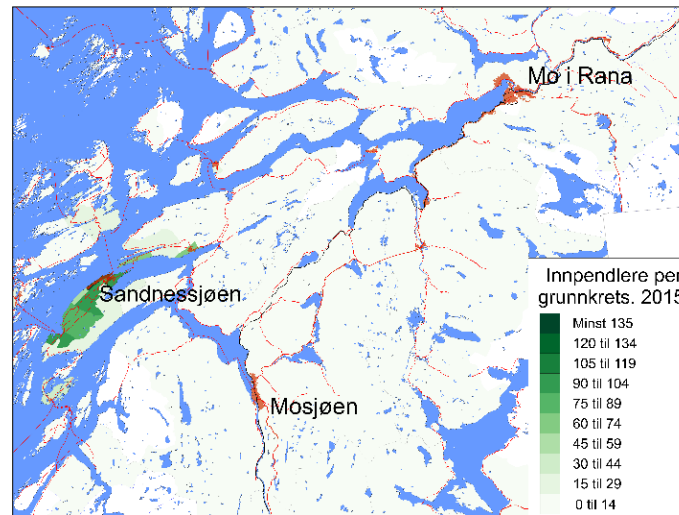 Mo i Rana
Sandnessjøen
Mosjøen
Innpendlere per
grunnkrets. 2015
Minst 135
120 til 134
105 til 119
90 til 104
75 til 89
60 til 74
45 til 59
30 til 44
15 til 29
0 til 14